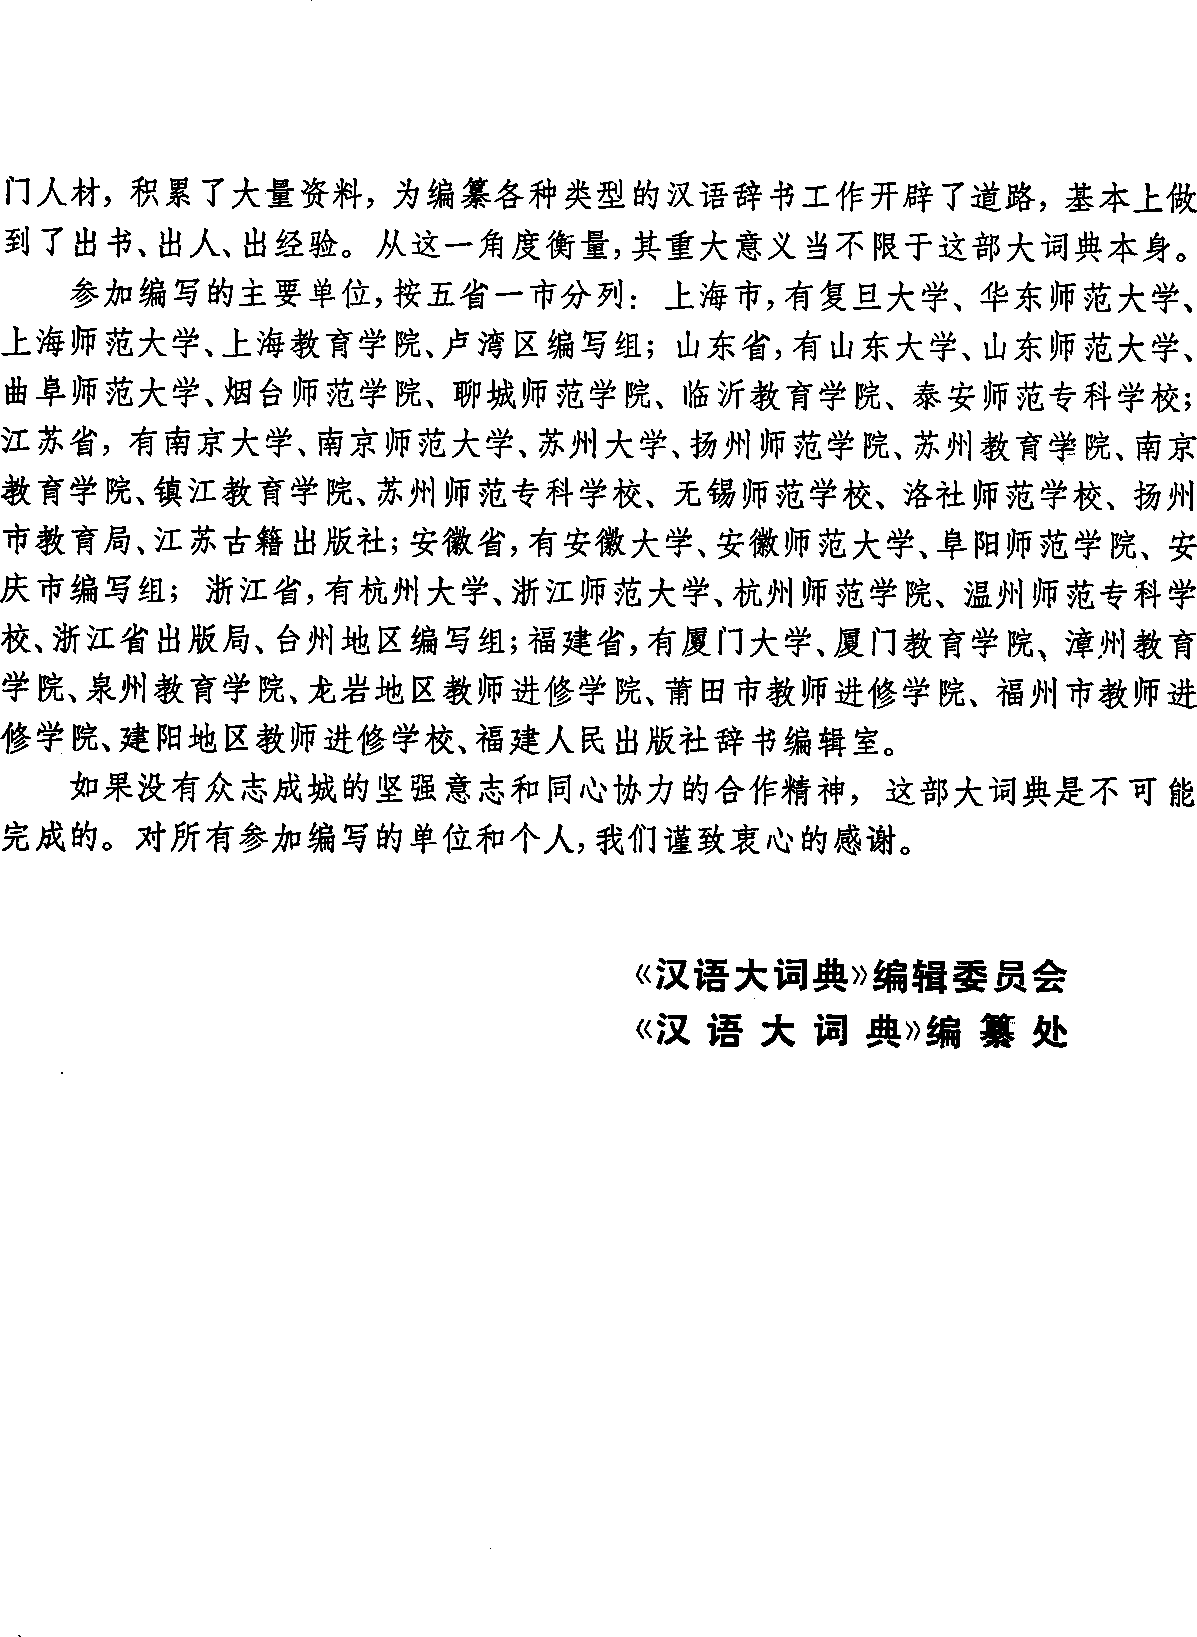 门人材，积累了大量资料，为编纂各种类型的汉语辞书工作开辟了道路，基本上做
到了出书、出人、出经验。从这一角度衡量，其重大意义当不限于这部大词典本身。
参加编写的主要单位，按五省一市分列：上海市，有复旦大学、华东师范大学、
上海师范大学、上海教育学院、卢湾区编写组；山东省，有山东大学、山东师范大学、
曲阜师范大学、烟台师范学院、聊城师范学院、临沂教育学院、泰安师范专科学校；
江苏省，有南京大学、南京师范大学、苏州大学、扬州师范学院、苏州教育学院、南京
教育学院、镇江教育学院、苏州师范专科学校、无锡师范学校、洛社师范学校、扬州
市教育局、江苏古籍出版社；安徽省，有安徽大学、安徽师范大学、阜阳师范学院、安
庆市编写组；浙江省，有杭州大学、浙江师范大学、杭州师范学院、温州师范专科学
校、浙江省出版局、台州地区编写组；福建省，有厦门大学、厦门教育学院、漳州教育
学院、泉州教育学院、龙岩地区教师进修学院、莆田市教师进修学院、福州市教师进
修学院、建阳地区教师进修学校、福建人民出版社辞书编辑室。
如果没有众志成城的坚强意志和同心协力的合作精神，这部大词典是不可能
完成的。对所有参加编写的单位和个人，我们谨致衷心的感谢。
《汉语大词典》编辑委员会
《汉语大词典》编纂处